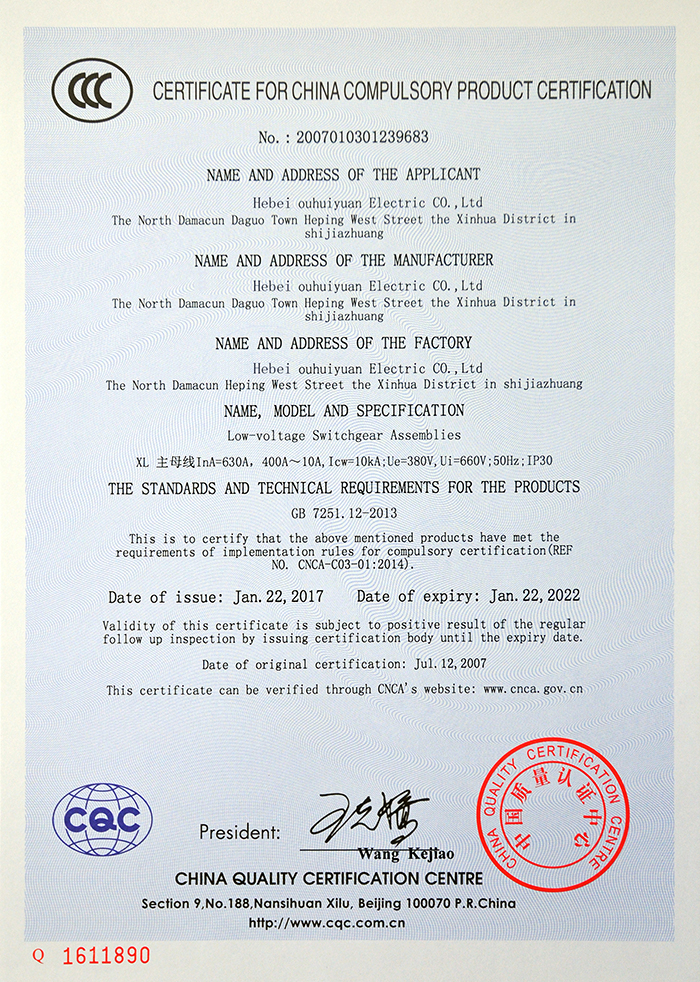 CCC
CERTIFICATE FOR CHINA COMPULSORY PRODUCT CERTIFICATION
No.: 2007010301239683
NAME AND ADDRESS OF THE APPLICANT
Hebei ouhuiyuan Electric CO.,Ltd
The North Damacun Daguo Town Heping West Street the Xinhua District in
shijiazhuang
NAME AND ADDRESS OF THE MANUFACTURER
Hebei ouhuiyuan Electric CO.,Ltd
The North Damacun Daguo Town Heping West Street the Xinhua District in
shijiazhuang
NAME AND ADDRESS OF THE FACTORY
Hebei ouhuiyuan Electric CO.,Ltd
The North Damacun Heping West Street the Xinhua District in shijiazhuang
NAME, MODEL AND SPECIFICATION
Low-voltage Switchgear Assemblies
XL 主母线InA=630A, 400A～10A,Icw=10kA;Ue=380V,Ui=660V;50Hz;IP30
THE STANDARDS AND TECHNICAL REQUIREMENTS FOR THE PRODUCTS
GB 7251.12-2013
This is to certify that the above mentioned products have met the
requirements of implementation rules for compulsory certification(REF
NO. CNCA-C03-01:2014).
Date of issue: Jan.22,2017 Date of expiry: Jan.22,2022
Validity of this certificate is subject to positive result of the regular
follow up inspection by issuing certification body until the expiry date.
Date of original certification: Jul.12,2007
This certificate can be verified through CNCA's website: www.cnca.gov.cn
CQC
President:
王克娇
Wang Kejiao
CHINA QUALITY CERTIFICATION CENTRE
中国质量认证中心
CHINA QUALITY CERTIFICATION CENTRE
Section 9,No.188,Nansihuan Xilu, Beijing 100070 P.R.China
http://www.cqc.com.cn
Q 1611890